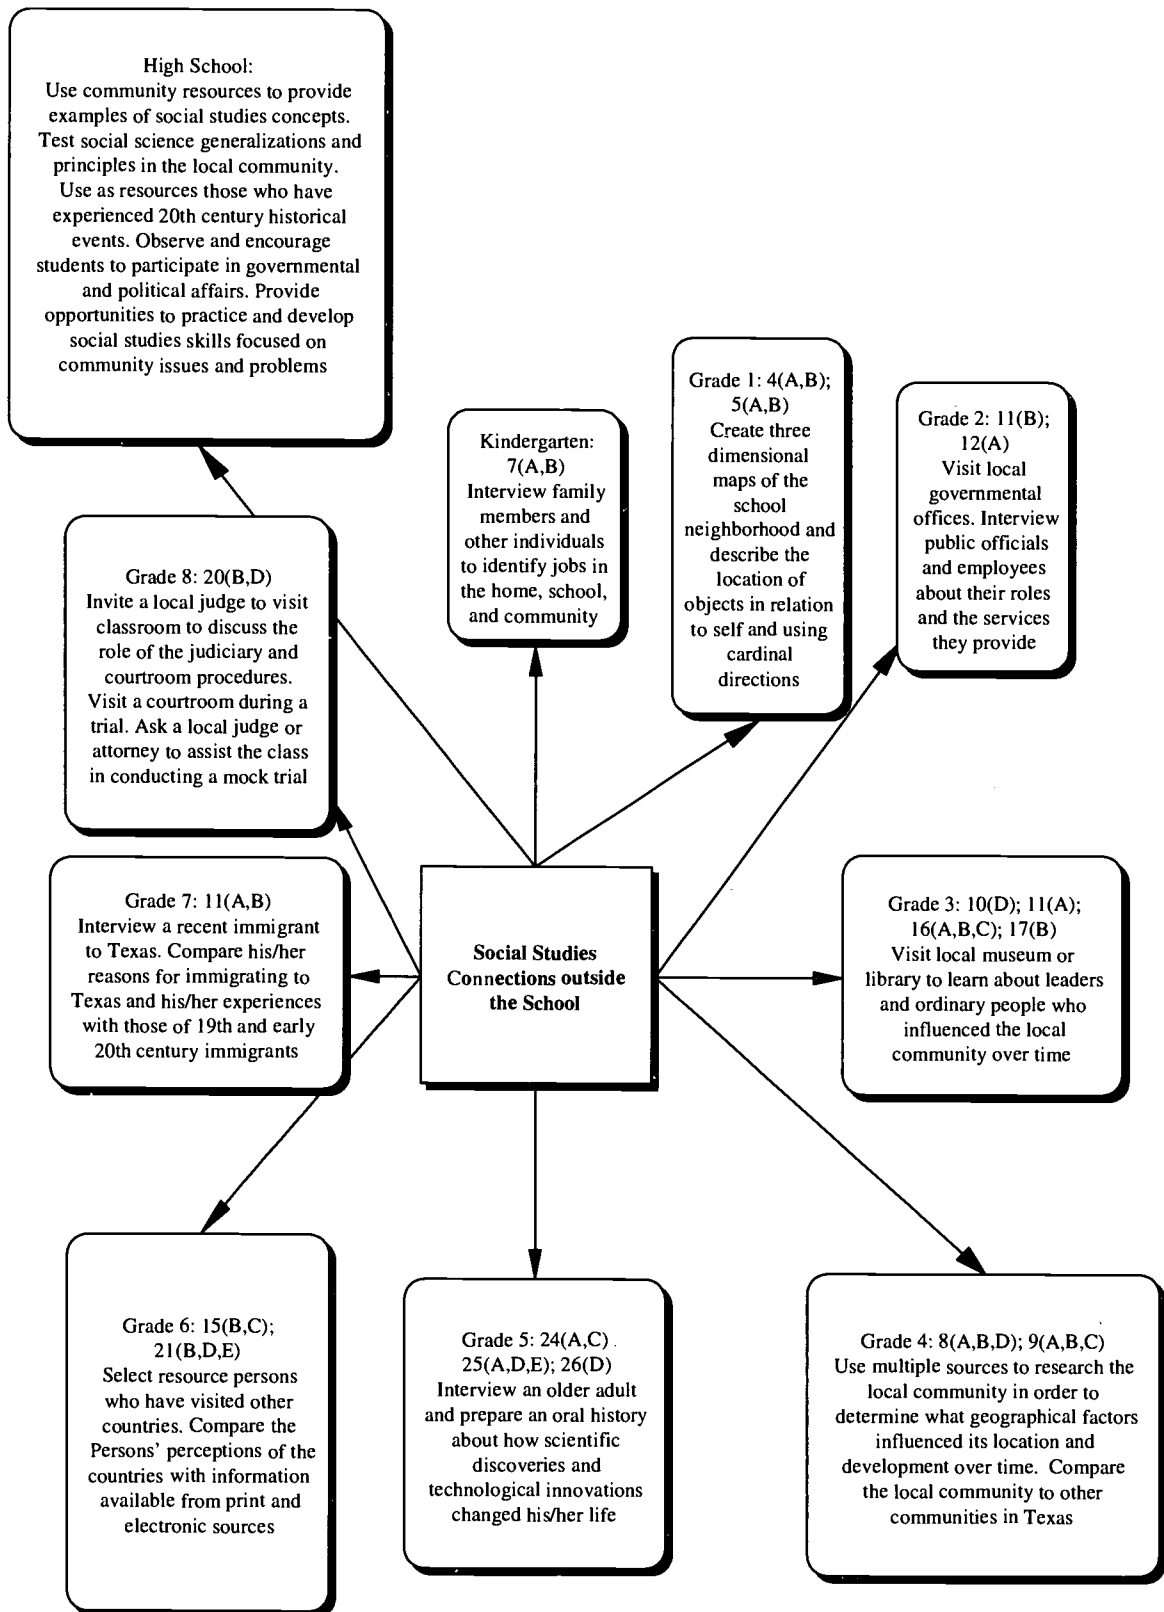 High School:
Use community resources to provide
examples of social studies concepts.
Test social science generalizations and
principles in the local community.
Use as resources those who have
experienced 20th century historical
events. Observe and encourage
students to participate in governmental
and political affairs. Provide
opportunities to practice and develop
social studies skills focused on
community issues and problems
Kindergarten:
7(A,B)
Interview family
members and
other individuals
to identify jobs in
the home, school,
and community
Grade 1: 4(A,B);
5(A,B)
Create three
dimensional
maps of the
school
neighborhood and
describe the
location of
objects in relation
to self and using
cardinal
directions
Grade 2: 11(B);
12(A)
Visit local
governmental
offices. Interview
public officials
and employees
about their roles
and the services
they provide
Grade 8: 20(B,D)
Invite a local judge to visit
classroom to discuss the
role of the judiciary and
courtroom procedures.
Visit a courtroom during a
trial. Ask a local judge or
attorney to assist the class
in conducting a mock trial
Grade 7: 11(A,B)
Interview a recent immigrant
to Texas. Compare his/her
reasons for immigrating to
Texas and his/her experiences
with those of 19th and early
20th century immigrants
Social Studies
Connections outside
the School
Grade 3: 10(D); 11(A);
16(A,B,C); 17(B)
Visit local museum or
library to learn about leaders
and ordinary people who
influenced the local
community over time
Grade 6: 15(B,C);
21(B,D,E)
Select resource persons
who have visited other
countries. Compare the
Persons' perceptions of the
countries with information
available from print and
electronic sources
Grade 5: 24(A,C)
25(A,D,E); 26(D)
Interview an older adult
and prepare an oral history
about how scientific
discoveries and
technological innovations
changed his/her life
Grade 4: 8(A,B,D); 9(A,B,C)
Use multiple sources to research the
local community in order to
determine what geographical factors
influenced its location and
development over time. Compare
the local community to other
communities in Texas